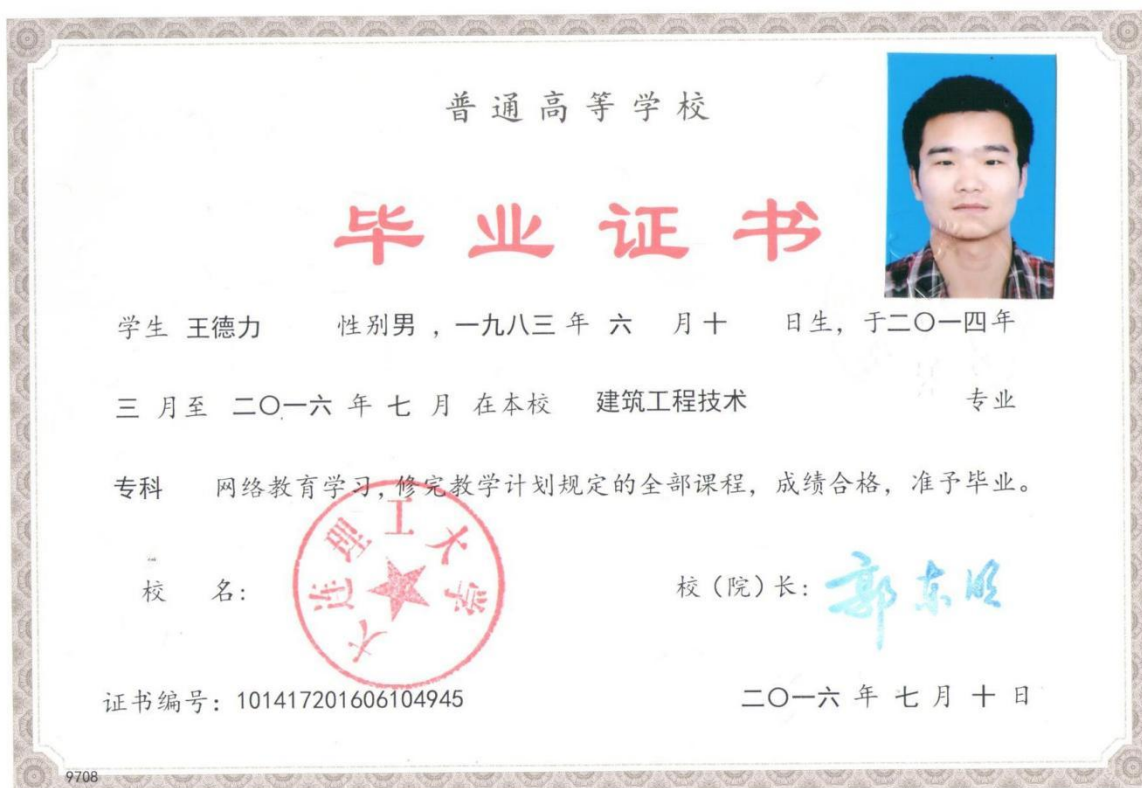 普通高等学校
毕业证书
学生 王德力 性别男 ,一九八三 年 六 月十 日生, 于二〇一四年
三 月至 二〇一六 年 七 月 在本校 建筑工程技术 专业
专科 网络教育学习, 修完教学计划规定的全部课程, 成绩合格, 准予毕业。
大连理工大学
校 名: 校(院)长: 郭东明
证书编号: 101417201606104945 二〇一六 年 七 月 十 日
9708